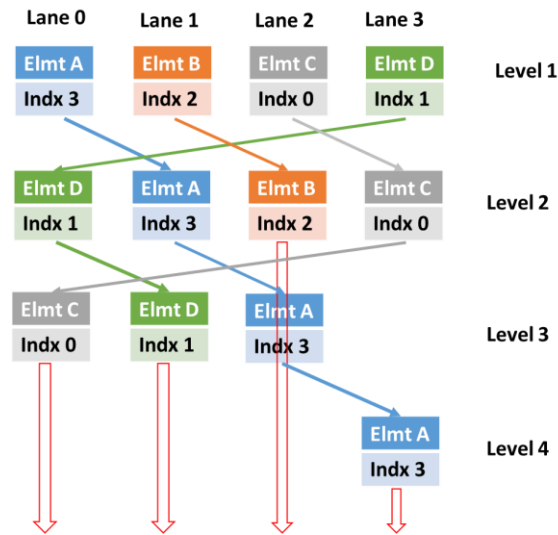 Lane 0 Lane 1 Lane 2 Lane 3
Elmt A Elmt B Elmt C Elmt D Level 1
Indx 3 Indx 2 Indx 0 Indx 1
Elmt D Elmt A Elmt B Elmt C Level 2
Indx 1 Indx 3 Indx 2 Indx 0
Elmt C Elmt D Elmt A Level 3
Indx 0 Indx 1 Indx 3
Elmt A Level 4
Indx 3